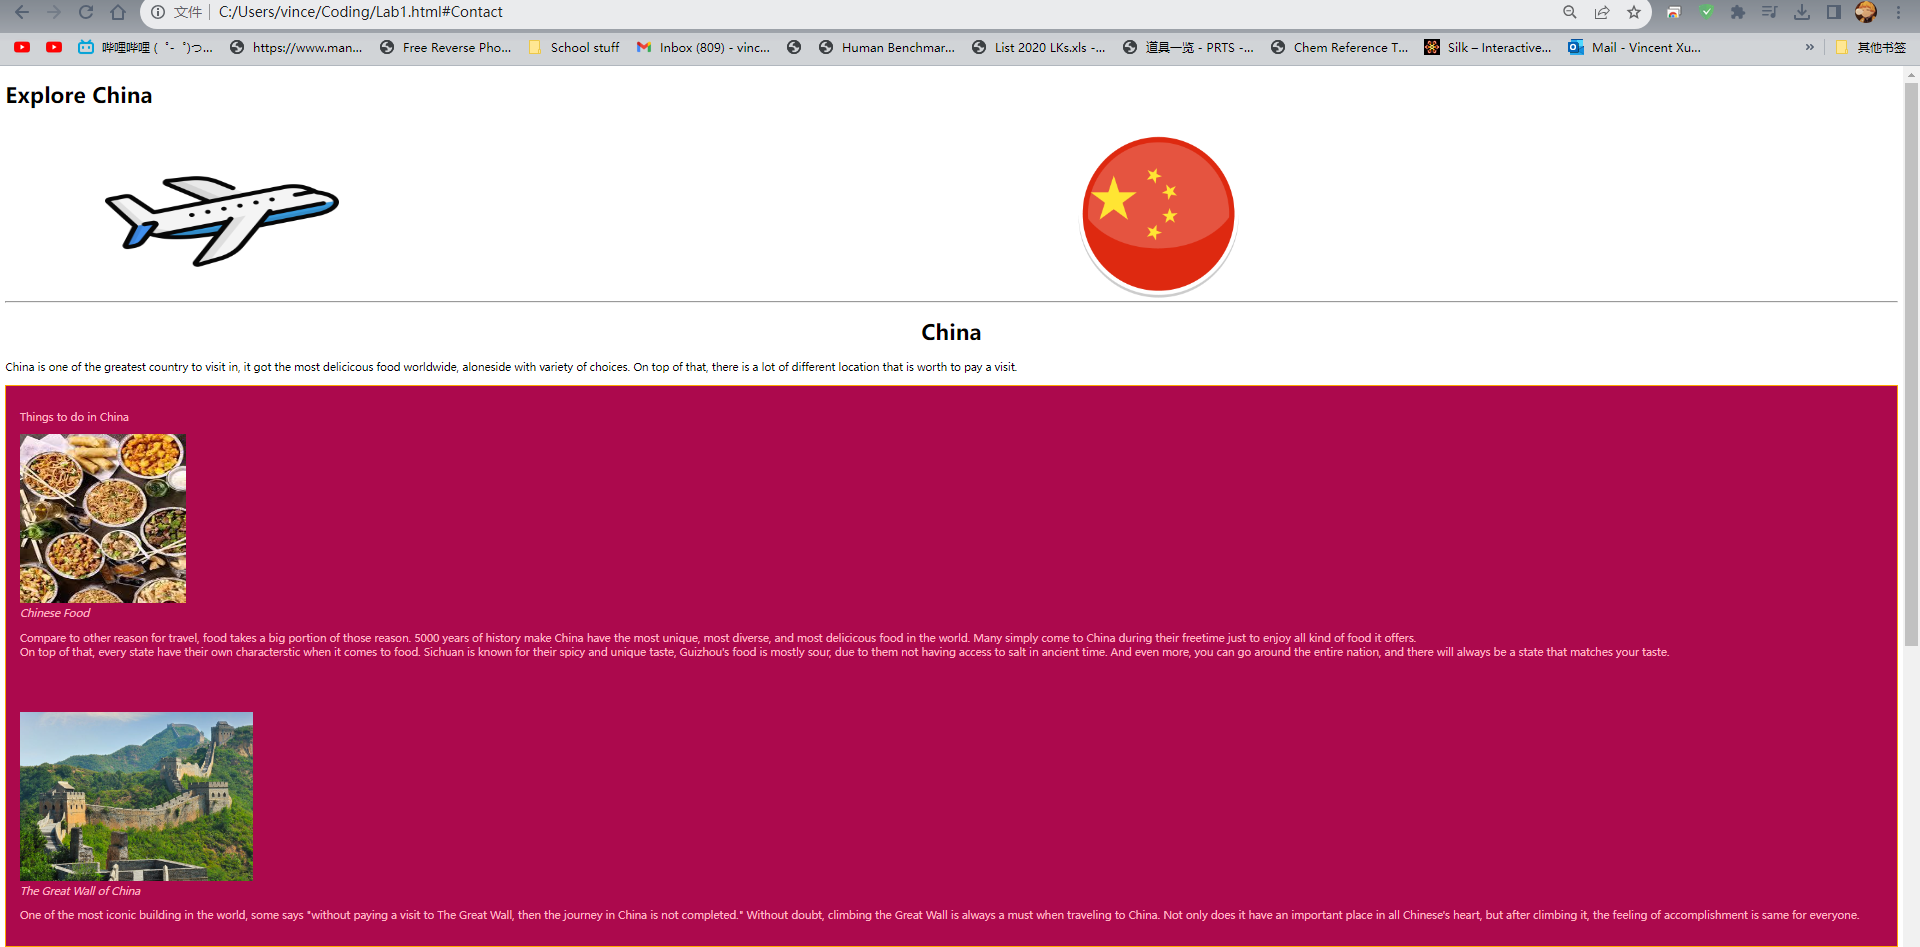 文件 | C:/Users/vince/Coding/Lab1.html#Contact
哔哩哔哩 (゜-゜)つ... https://www.man... Free Reverse Pho... School stuff Inbox (809) - vinc... Human Benchmar... List 2020 LKs.xls -... 道具一览 - PRTS -... Chem Reference T... Silk – Interactive... Mail - Vincent Xu... » 其他书签
Explore China
China
China is one of the greatest country to visit in, it got the most delicicous food worldwide, aloneside with variety of choices. On top of that, there is a lot of different location that is worth to pay a visit.
Things to do in China
Chinese Food
Compare to other reason for travel, food takes a big portion of those reason. 5000 years of history make China have the most unique, most diverse, and most delicicous food in the world. Many simply come to China during their freetime just to enjoy all kind of food it offers.
On top of that, every state have their own characterstic when it comes to food. Sichuan is known for their spicy and unique taste, Guizhou's food is mostly sour, due to them not having access to salt in ancient time. And even more, you can go around the entire nation, and there will always be a state that matches your taste.
The Great Wall of China
One of the most iconic building in the world, some says "without paying a visit to The Great Wall, then the journey in China is not completed." Without doubt, climbing the Great Wall is always a must when traveling to China. Not only does it have an important place in all Chinese's heart, but after climbing it, the feeling of accomplishment is same for everyone.